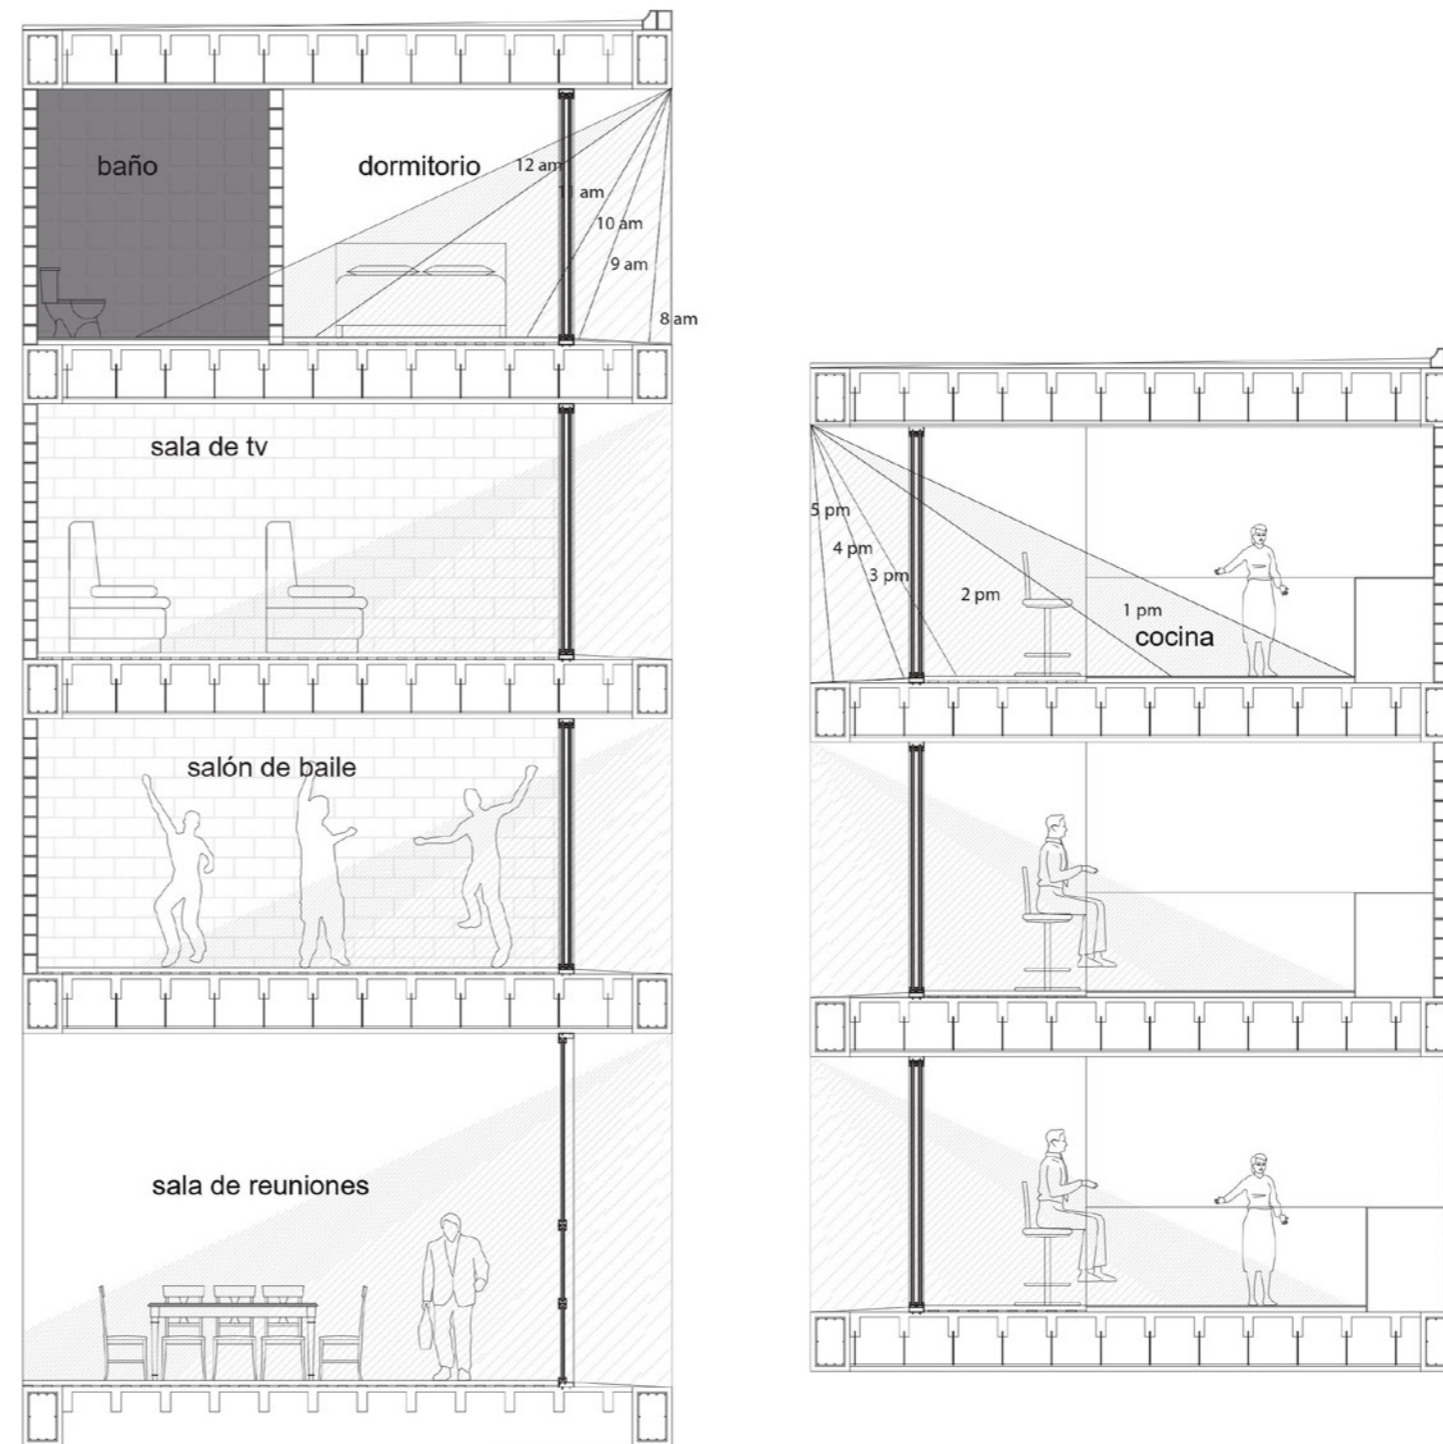 baño
dormitorio
12 am
11 am
10 am
9 am
8 am
sala de tv
salón de baile
sala de reuniones
5 pm
4 pm
3 pm
2 pm
1 pm
cocina